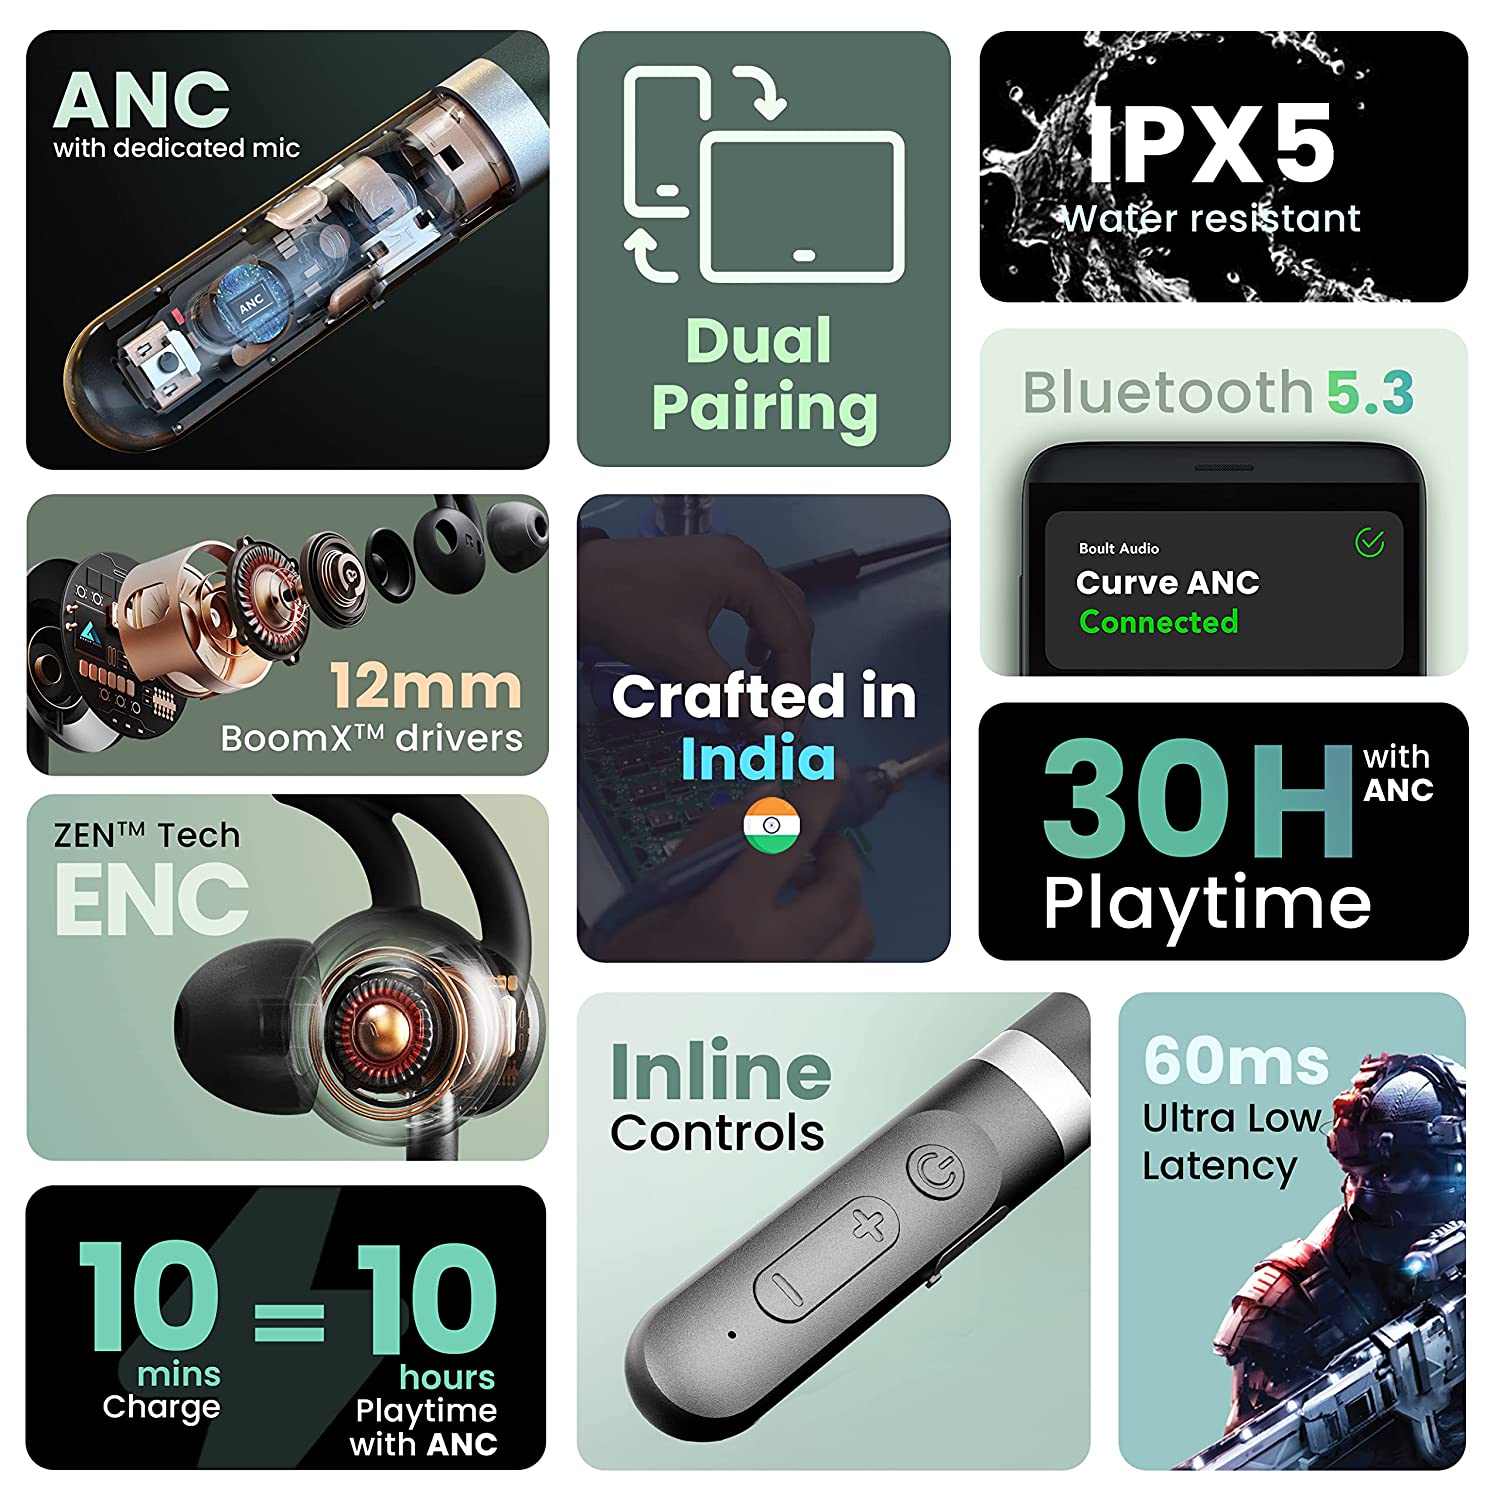 ANC
with dedicated mic
ANC
Dual
Pairing
IPX5
Water resistant
Bluetooth 5.3
Boult Audio
Curve ANC
Connected
12mm
BoomX™ drivers
Crafted in
India
30H with
ANC
Playtime
ZEN™ Tech
ENC
Inline
Controls
60ms
Ultra Low
Latency
10 = 10
mins
Charge
hours
Playtime
with ANC